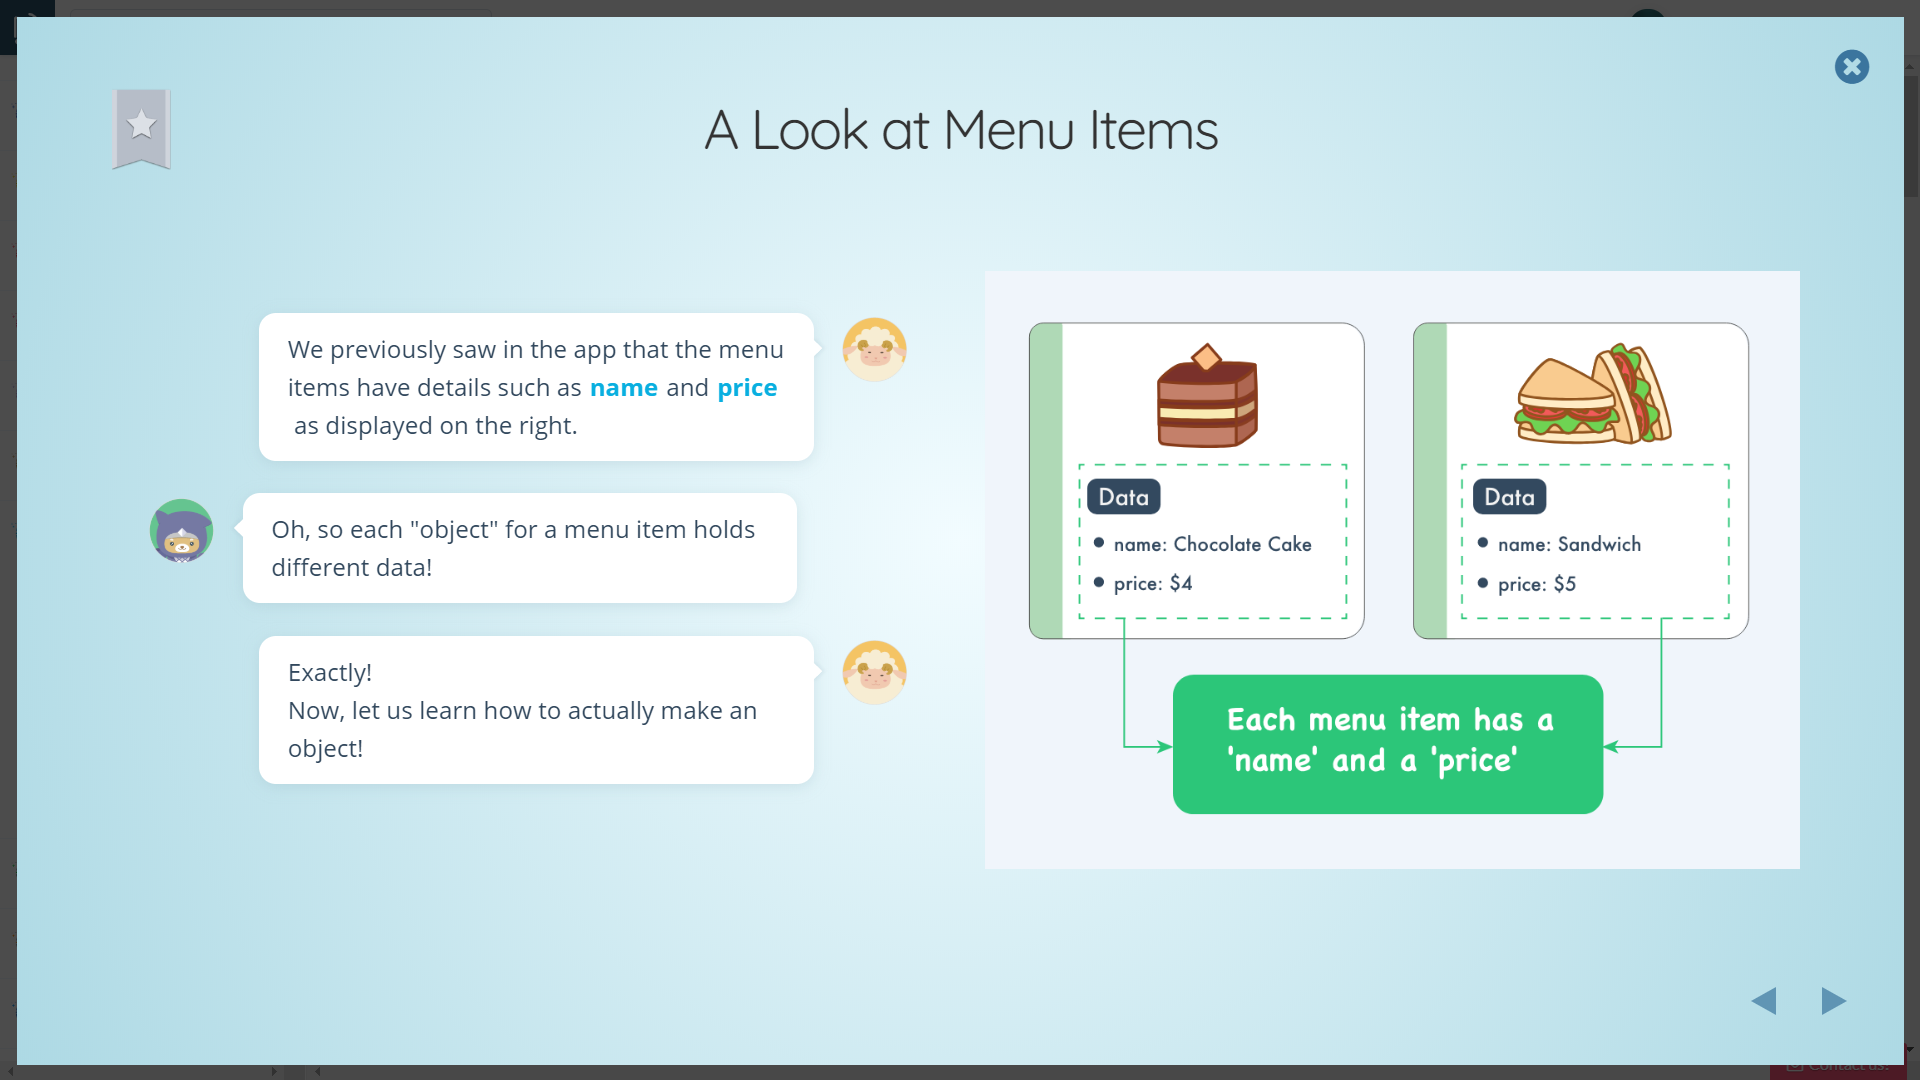 A Look at Menu Items
We previously saw in the app that the menu
items have details such as name and price
as displayed on the right.
Oh, so each "object" for a menu item holds
different data!
Exactly!
Now, let us learn how to actually make an
object!
Data
name: Chocolate Cake
price: $4
Data
name: Sandwich
price: $5
Each menu item has a
'name' and a 'price'
Contact us!